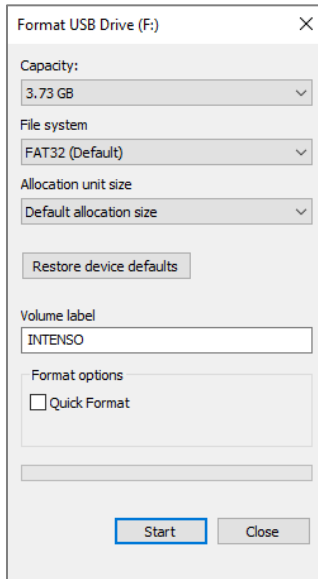 Format USB Drive (F:)
Capacity:
3.73 GB
File system
FAT32 (Default)
Allocation unit size
Default allocation size
Restore device defaults
Volume label
INTENSO
Format options
Quick Format
Start Close